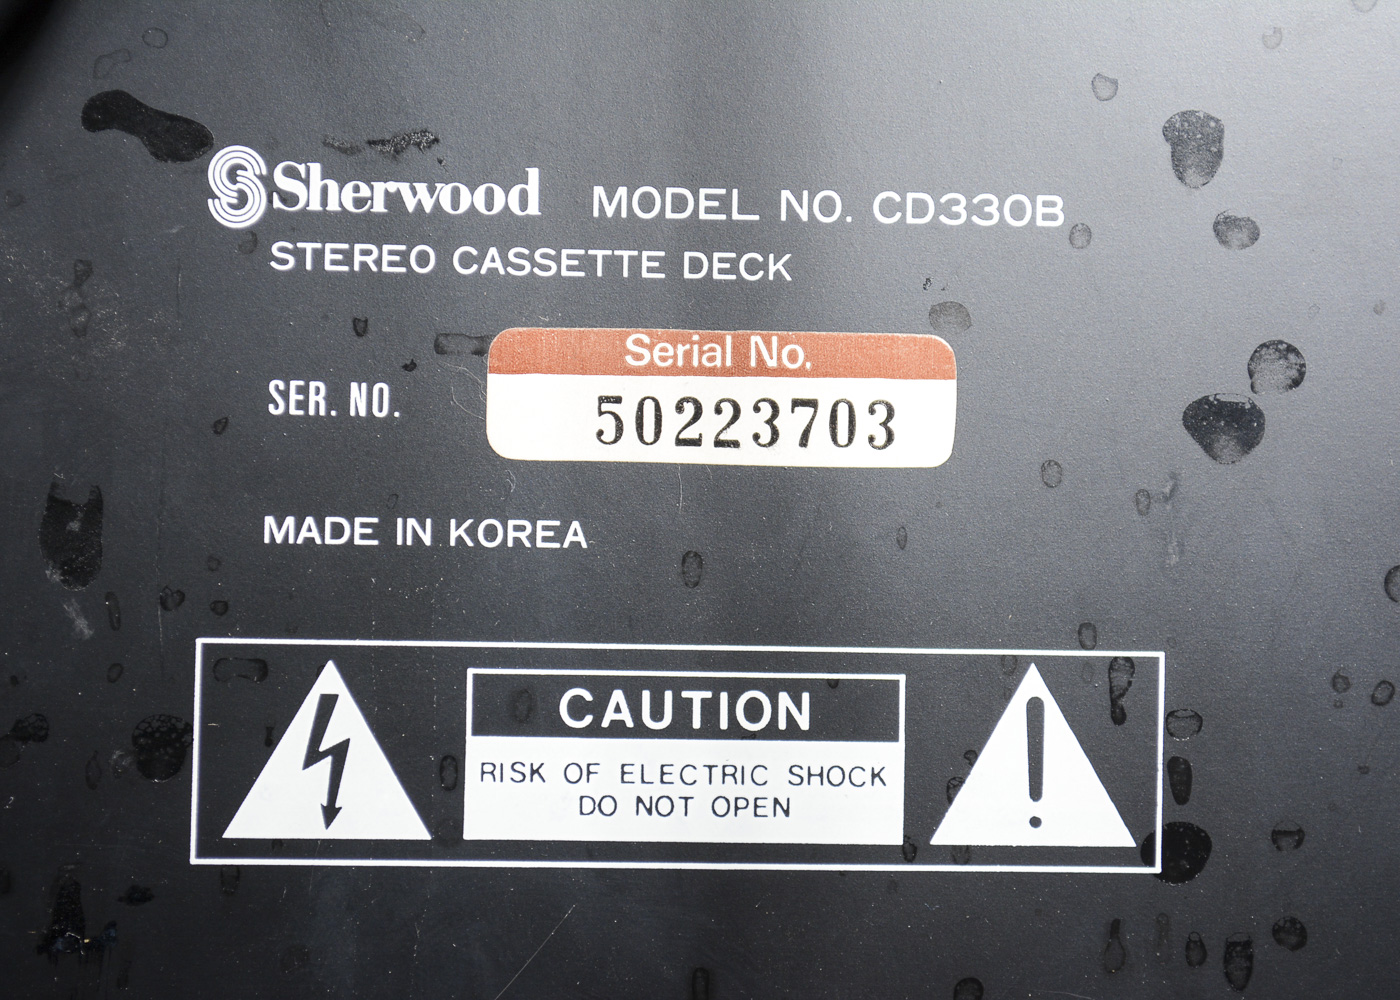 Sherwood MODEL NO. CD330B
STEREO CASSETTE DECK
Serial No.
SER. NO. 50223703
MADE IN KOREA
CAUTION
RISK OF ELECTRIC SHOCK
DO NOT OPEN